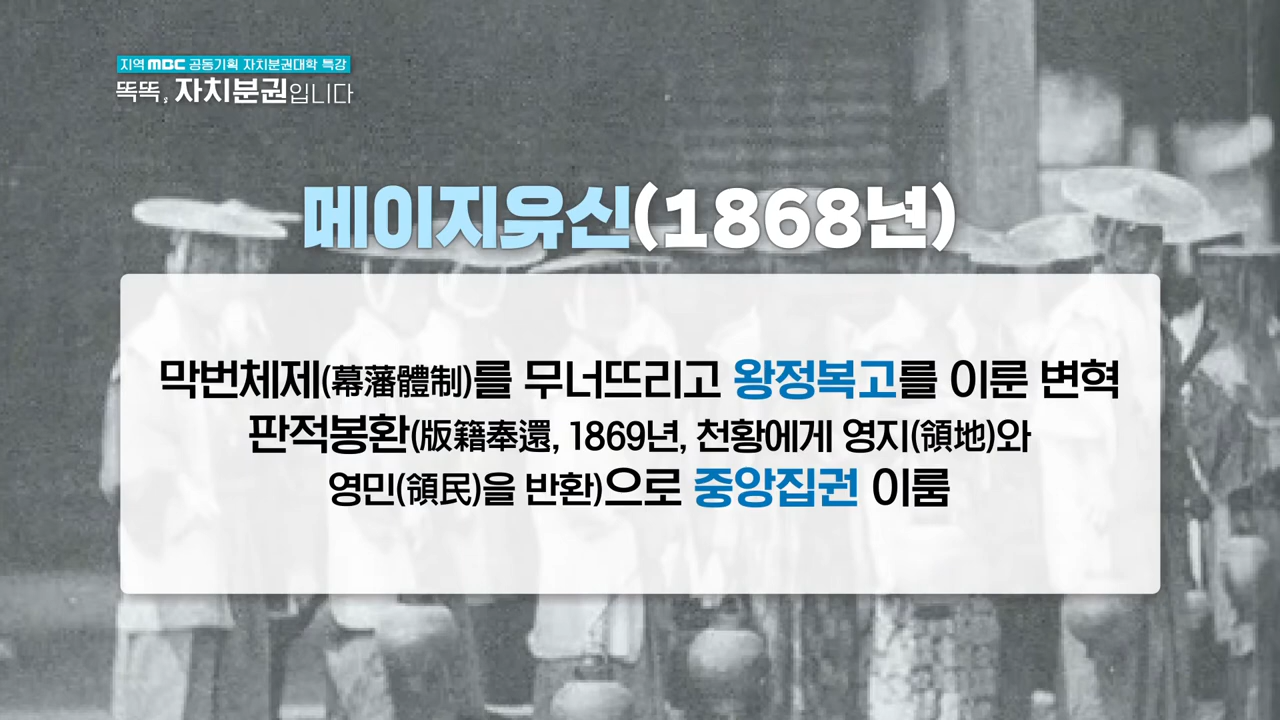 지역 MBC 공동기획 자치분권대학 특강
똑똑, 자치분권입니다
메이지유신(1868년)
막번체제(幕藩體制)를 무너뜨리고 왕정복고를 이룬 변혁
판적봉환(版籍奉還, 1869년, 천황에게 영지(領地)와
영민(領民)을 반환)으로 중앙집권 이룸